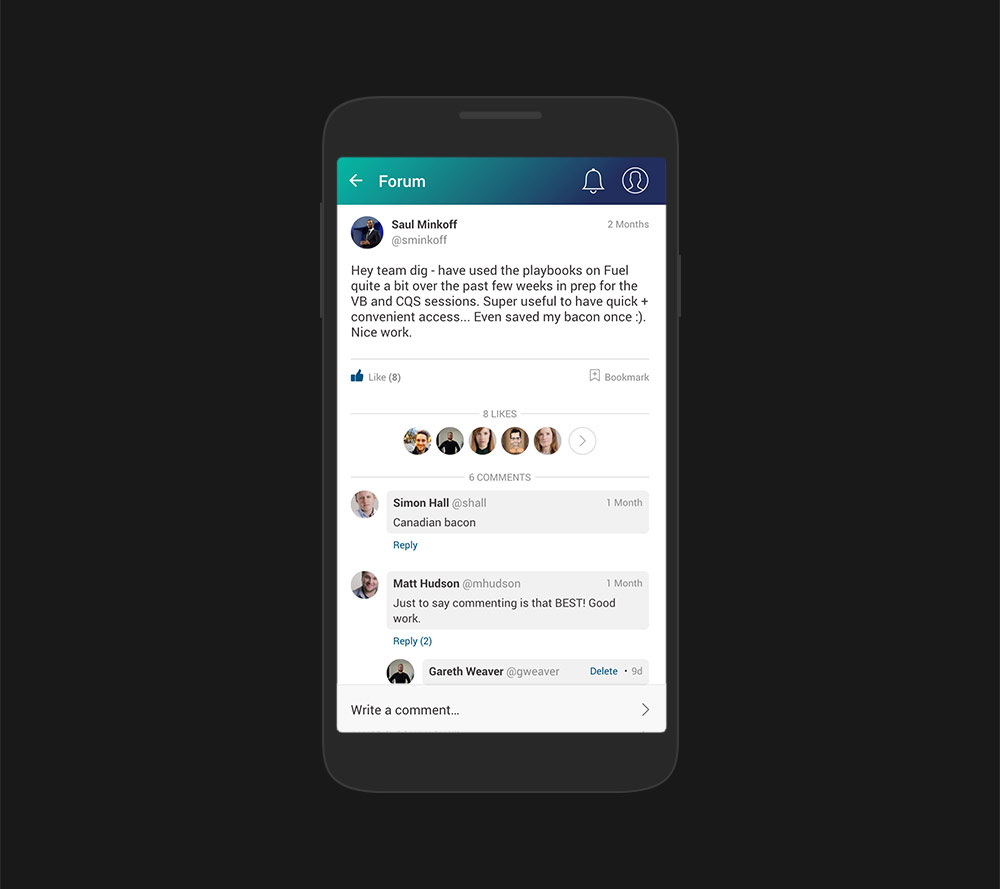 Forum
Saul Minkoff
2 Months
@sminkoff
Hey team dig - have used the playbooks on Fuel
quite a bit over the past few weeks in prep for the
VB and CQS sessions. Super useful to have quick +
convenient access... Even saved my bacon once :).
Nice work.
Like (8)
Bookmark
8 LIKES
6 COMMENTS
Simon Hall @shall
1 Month
Canadian bacon
Reply
Matt Hudson @mhudson
1 Month
Just to say commenting is that BEST! Good
work.
Reply (2)
Gareth Weaver @gweaver
Delete • 9d
Write a comment...